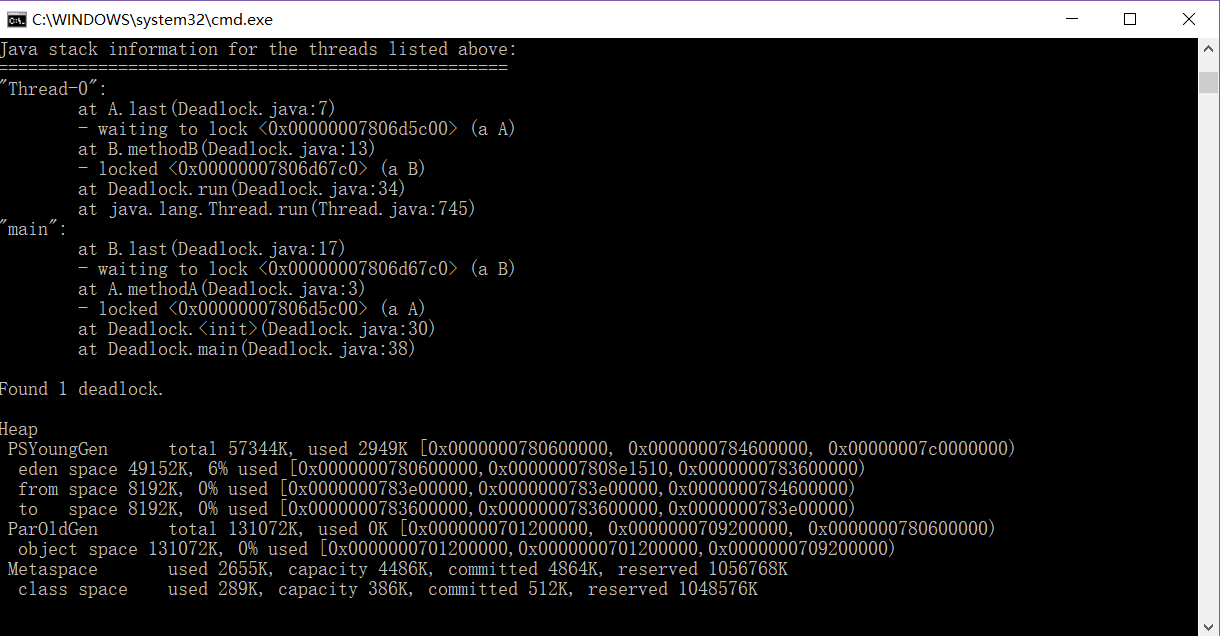 C:\WINDOWS\system32\cmd.exe
Java stack information for the threads listed above:
===================================================
"Thread-0":
        at A.last(Deadlock.java:7)
        - waiting to lock <0x00000007806d5c00> (a A)
        at B.methodB(Deadlock.java:13)
        - locked <0x00000007806d67c0> (a B)
        at Deadlock.run(Deadlock.java:34)
        at java.lang.Thread.run(Thread.java:745)
"main":
        at B.last(Deadlock.java:17)
        - waiting to lock <0x00000007806d67c0> (a B)
        at A.methodA(Deadlock.java:3)
        - locked <0x00000007806d5c00> (a A)
        at Deadlock.<init>(Deadlock.java:30)
        at Deadlock.main(Deadlock.java:38)

Found 1 deadlock.

Heap
 PSYoungGen      total 57344K, used 2949K [0x0000000780600000, 0x0000000784600000, 0x00000007c0000000)
  eden space 49152K, 6% used [0x0000000780600000,0x00000007808e1510,0x0000000783600000)
  from space 8192K, 0% used [0x0000000783e00000,0x0000000783e00000,0x0000000784600000)
  to   space 8192K, 0% used [0x0000000783600000,0x0000000783600000,0x0000000783e00000)
 ParOldGen       total 131072K, used 0K [0x0000000701200000, 0x0000000709200000, 0x0000000780600000)
  object space 131072K, 0% used [0x0000000701200000,0x0000000701200000,0x0000000709200000)
 Metaspace       used 2655K, capacity 4486K, committed 4864K, reserved 1056768K
  class space    used 289K, capacity 386K, committed 512K, reserved 1048576K